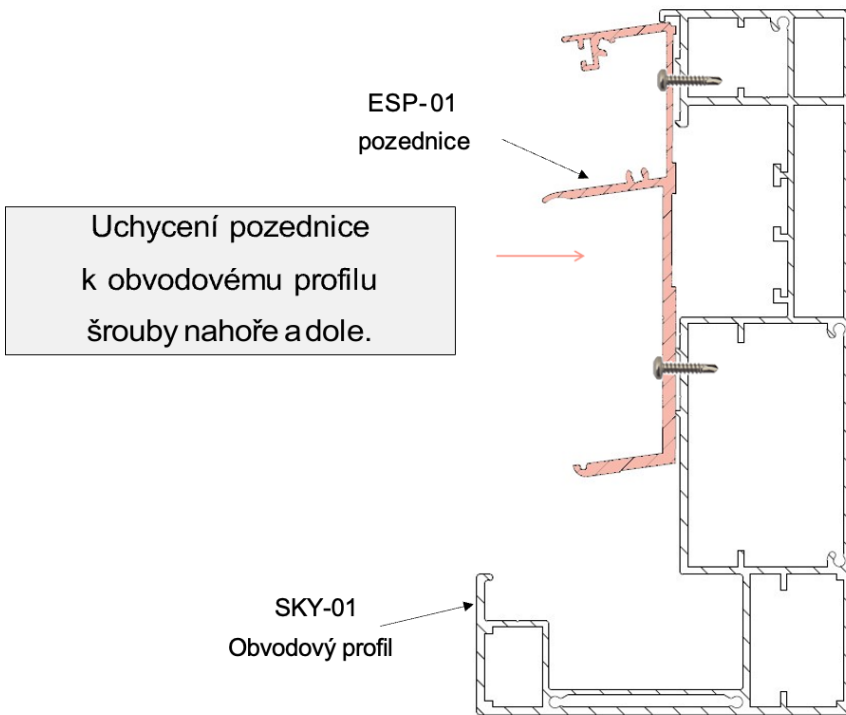 ESP-01
pozednice
Uchycení pozednice
k obvodovému profilu
šrouby nahoře a dole.
SKY-01
Obvodový profil